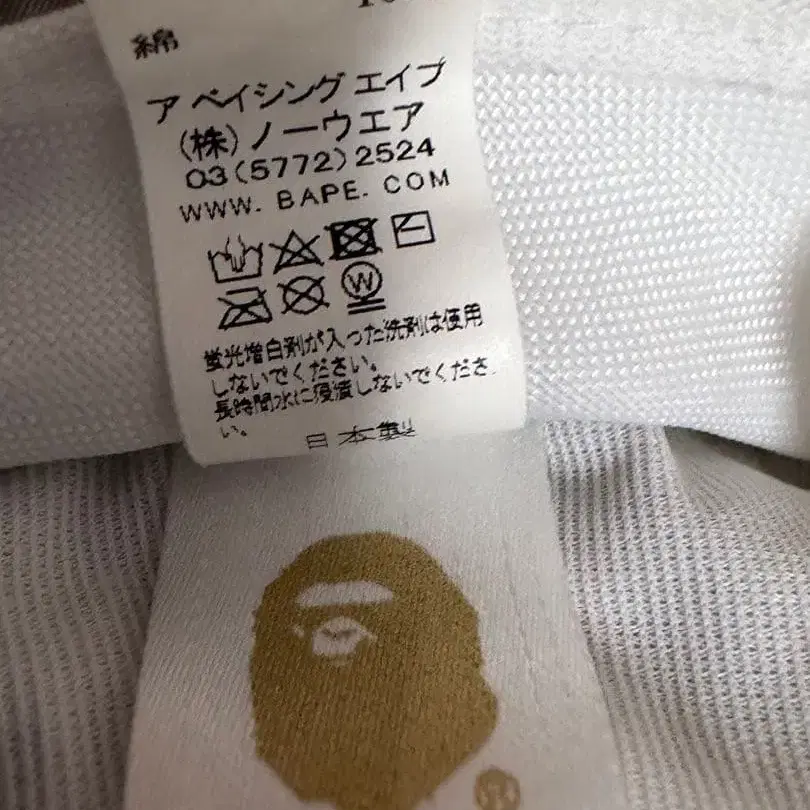 綿
ア ベイシング エイプ
(株)ノーウエア
03(5772)2524
WWW. BAPE. COM
W
蛍光増白剤が入った洗剤は使用
しないでください。
長時間水に浸漬しないでくださ
い。
日本製